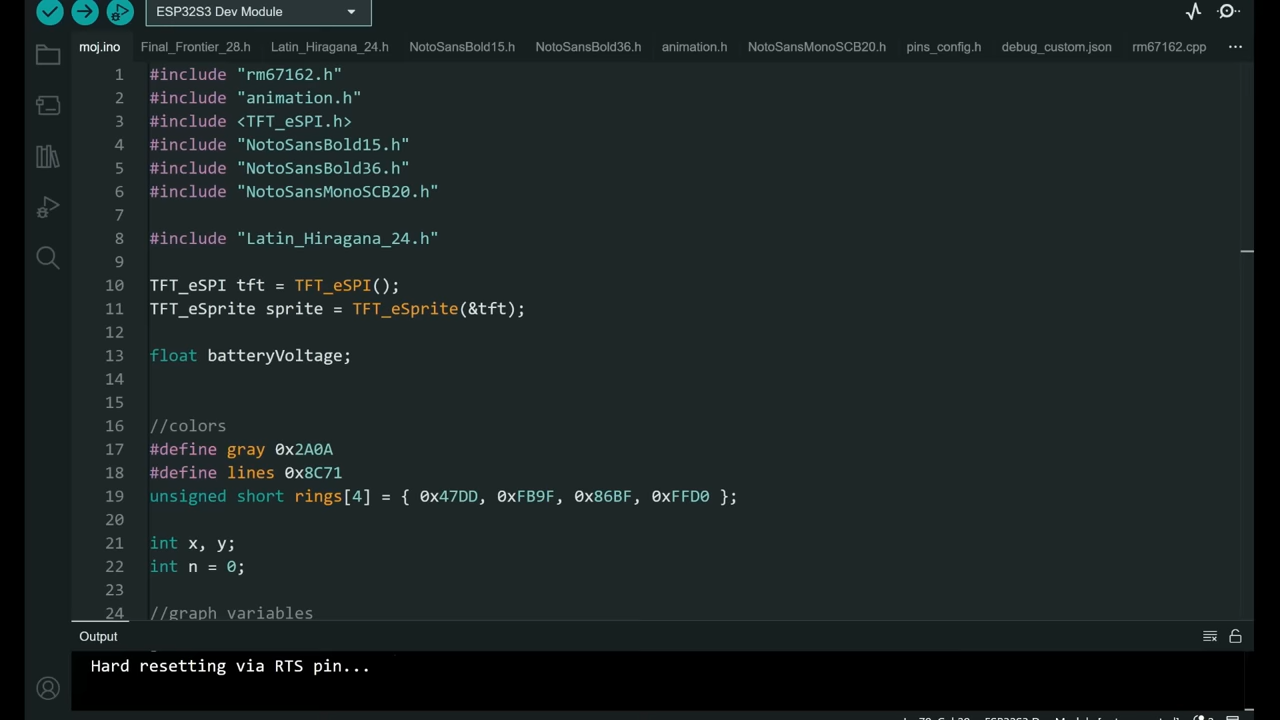 ESP32S3 Dev Module
moj.ino Final_Frontier_28.h Latin_Hiragana_24.h NotoSansBold15.h NotoSansBold36.h animation.h NotoSansMonoSCB20.h pins_config.h debug_custom.json rm67162.cpp ...
1 #include "rm67162.h"
2 #include "animation.h"
3 #include <TFT_eSPI.h>
4 #include "NotoSansBold15.h"
5 #include "NotoSansBold36.h"
6 #include "NotoSansMonoSCB20.h"
7
8 #include "Latin_Hiragana_24.h"
9
10 TFT_eSPI tft = TFT_eSPI();
11 TFT_eSprite sprite = TFT_eSprite(&tft);
12
13 float batteryVoltage;
14
15
16 //colors
17 #define gray 0x2A0A
18 #define lines 0x8C71
19 unsigned short rings[4] = { 0x47DD, 0xFB9F, 0x86BF, 0xFFD0 };
20
21 int x, y;
22 int n = 0;
23
24 //graph variables
Output
Hard resetting via RTS pin...